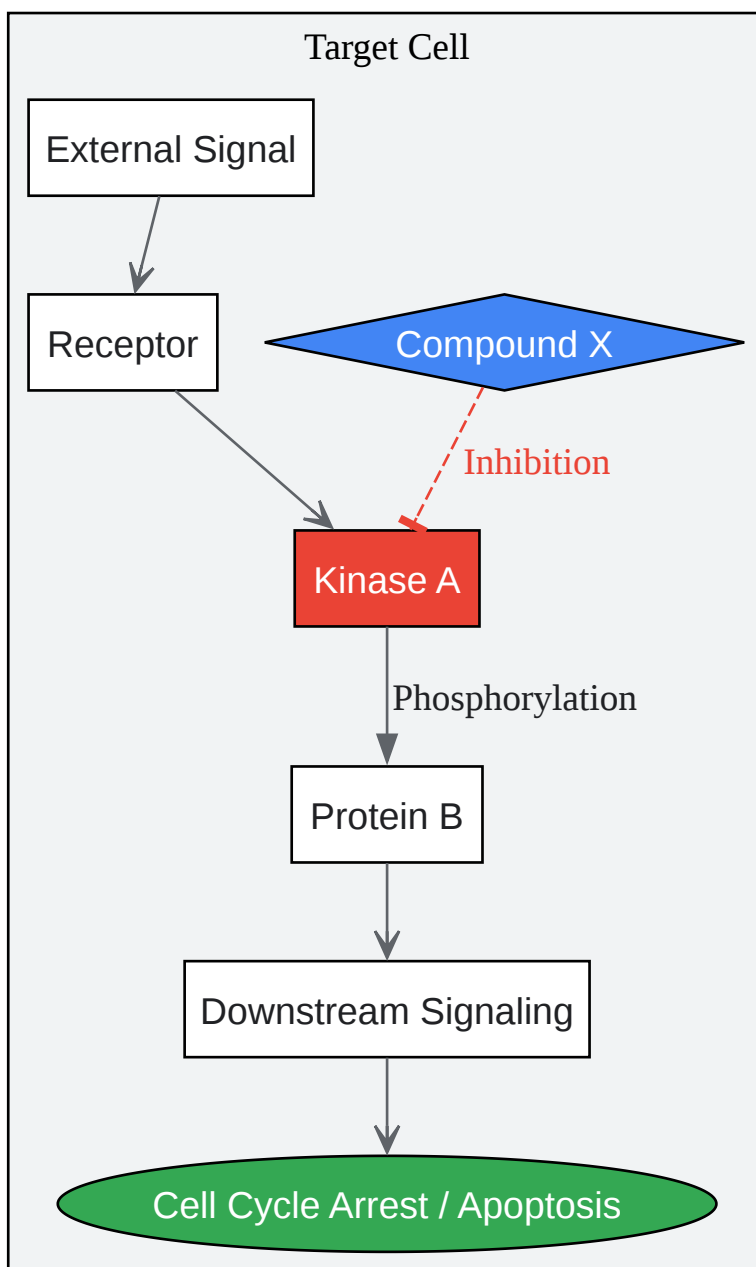 Target Cell
External Signal
Receptor
Compound X
Inhibition
Kinase A
Phosphorylation
Protein B
Downstream Signaling
Cell Cycle Arrest / Apoptosis